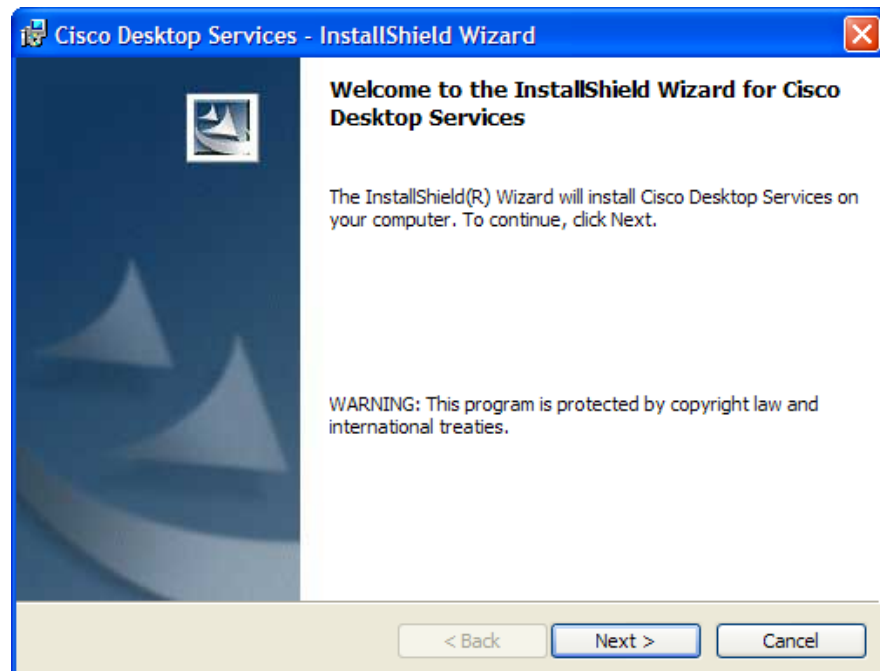 Cisco Desktop Services - InstallShield Wizard
Welcome to the InstallShield Wizard for Cisco
Desktop Services
The InstallShield(R) Wizard will install Cisco Desktop Services on
your computer. To continue, click Next.
WARNING: This program is protected by copyright law and
international treaties.
< Back
Next >
Cancel